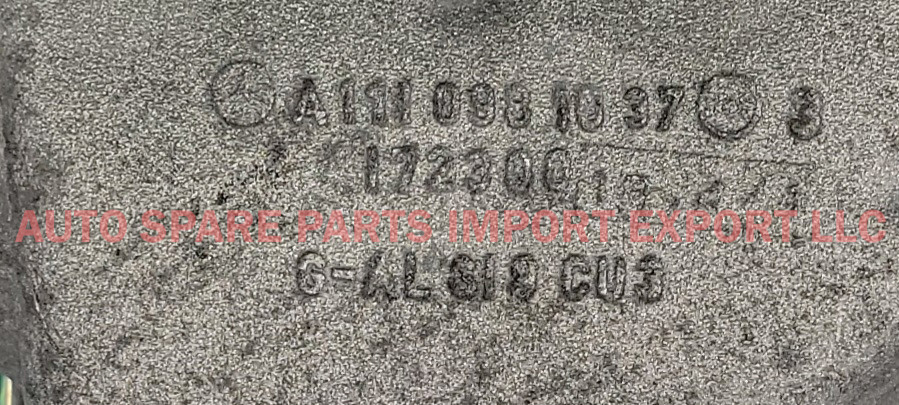 A 111 098 10 37 3
172300
AUTO SPARE PARTS IMPORT EXPORT LLC
G-AL SI 9 CU3